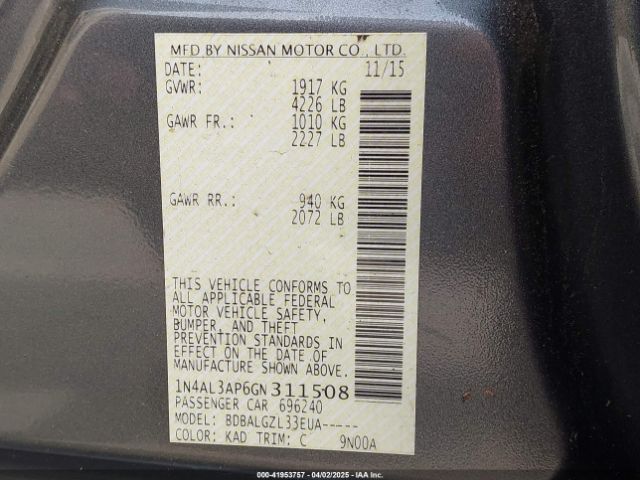 MFD BY NISSAN MOTOR CO., LTD.
DATE: 11/15
GVWR: 1917 KG
4226 LB
GAWR FR.: 1010 KG
2227 LB
GAWR RR.: 940 KG
2072 LB
THIS VEHICLE CONFORMS TO
ALL APPLICABLE FEDERAL
MOTOR VEHICLE SAFETY,
BUMPER, AND THEFT
PREVENTION STANDARDS IN
EFFECT ON THE DATE OF
MANUFACTURE SHOWN ABOVE.
1N4AL3AP6GN311508
PASSENGER CAR 696240
MODEL: BDBALGZL33EUA-----
COLOR: KAD TRIM: C 9N00A
000-41953757 - 04/02/2025 - IAAI.COM